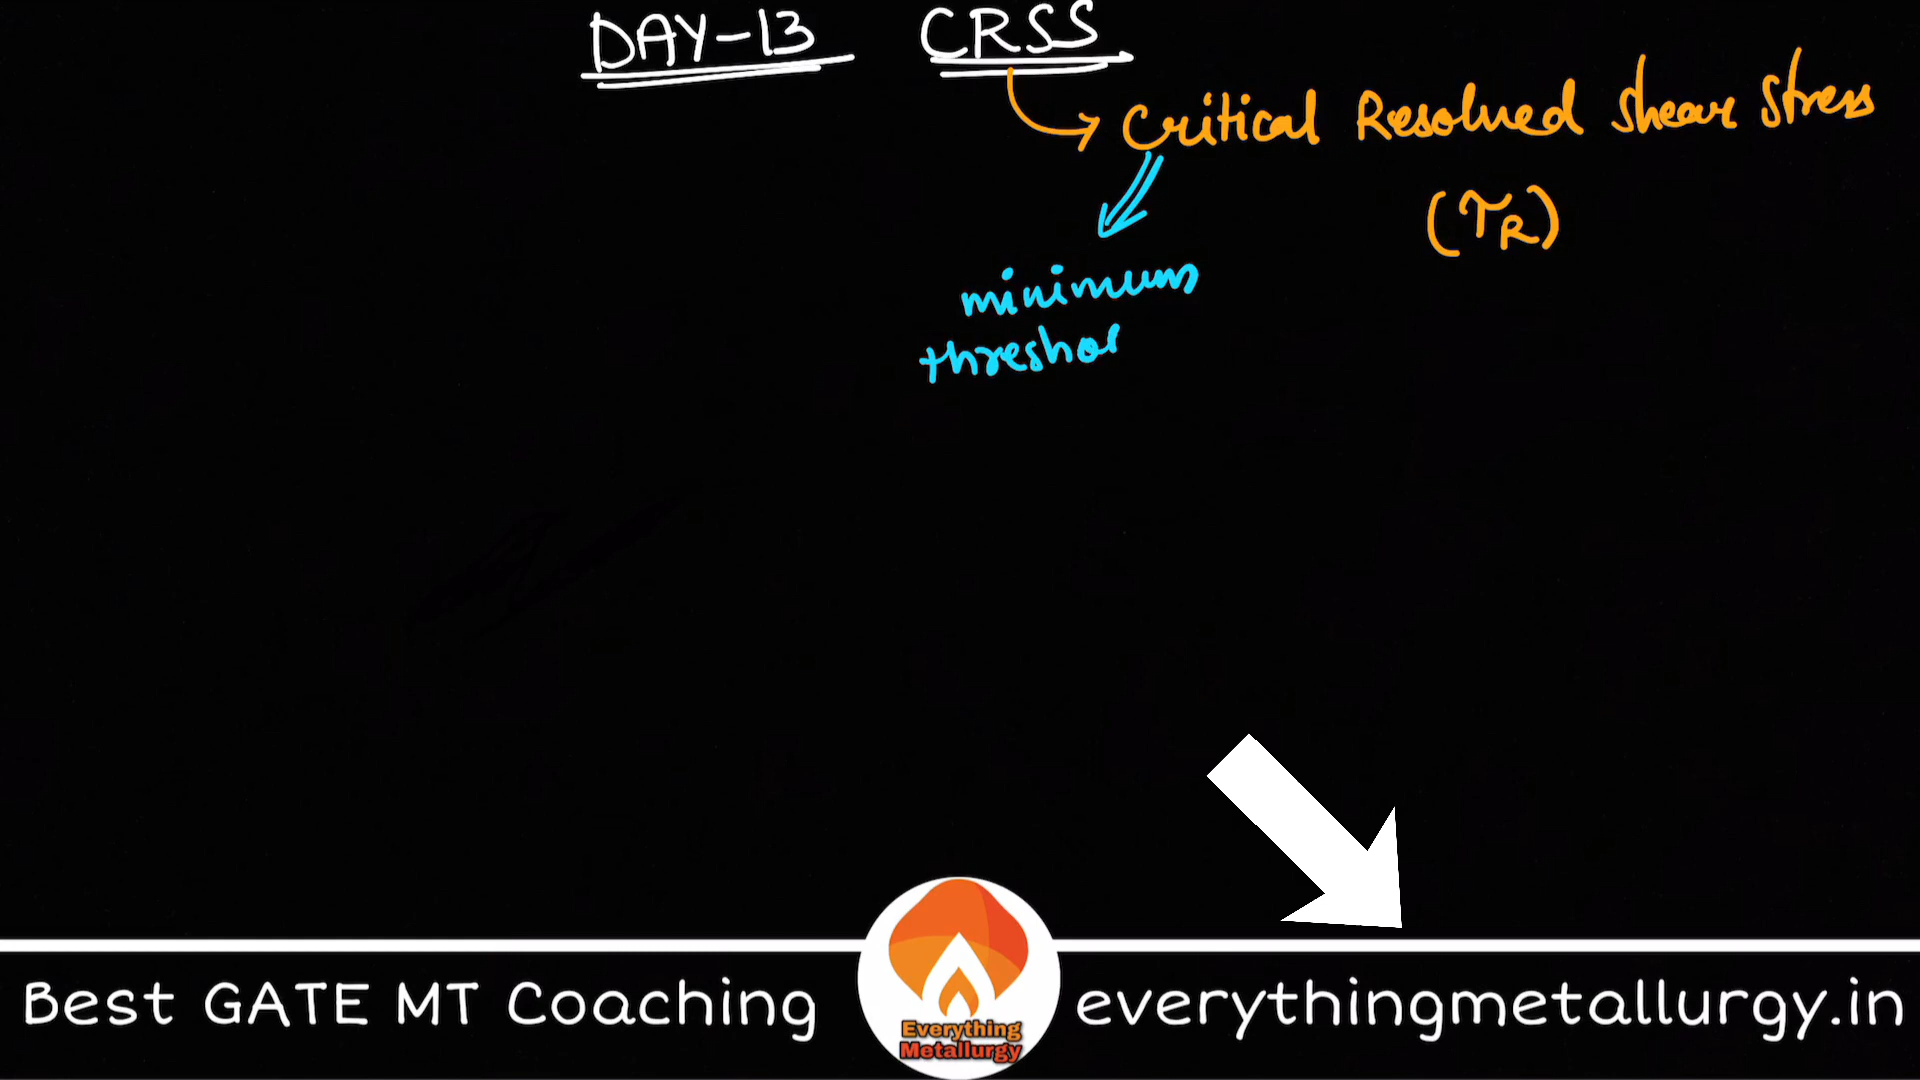 DAY-13 CRSS
Critical Resolved Shear Stress
(τR)
minimum
threshol
Best GATE MT Coaching
Everything
Metallurgy
everythingmetallurgy.in